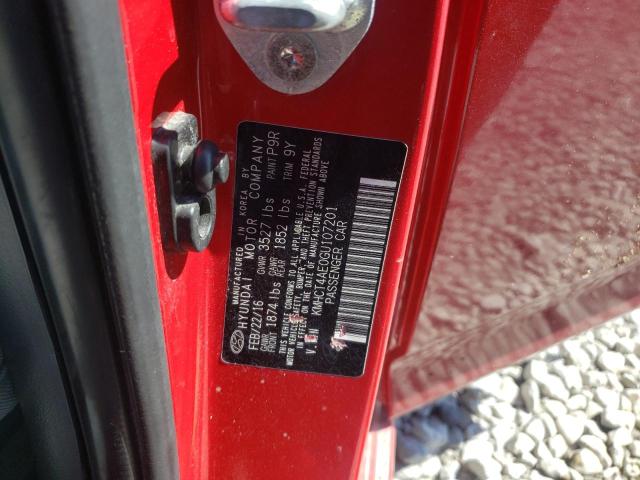 MANUFACTURED IN KOREA BY
HYUNDAI MOTOR COMPANY
FEB/22/16 GVWR 3527 lbs PAINT P9R
GAWR FRONT 1874 lbs GAWR REAR 1852 lbs TRIM 9Y
THIS VEHICLE CONFORMS TO ALL APPLICABLE U.S.A. FEDERAL
MOTOR VEHICLE SAFETY, BUMPER, AND THEFT PREVENTION STANDARDS
IN EFFECT ON THE DATE OF MANUFACTURE SHOWN ABOVE.
V.I.N KMHCT4AE0GU107201
PASSENGER CAR